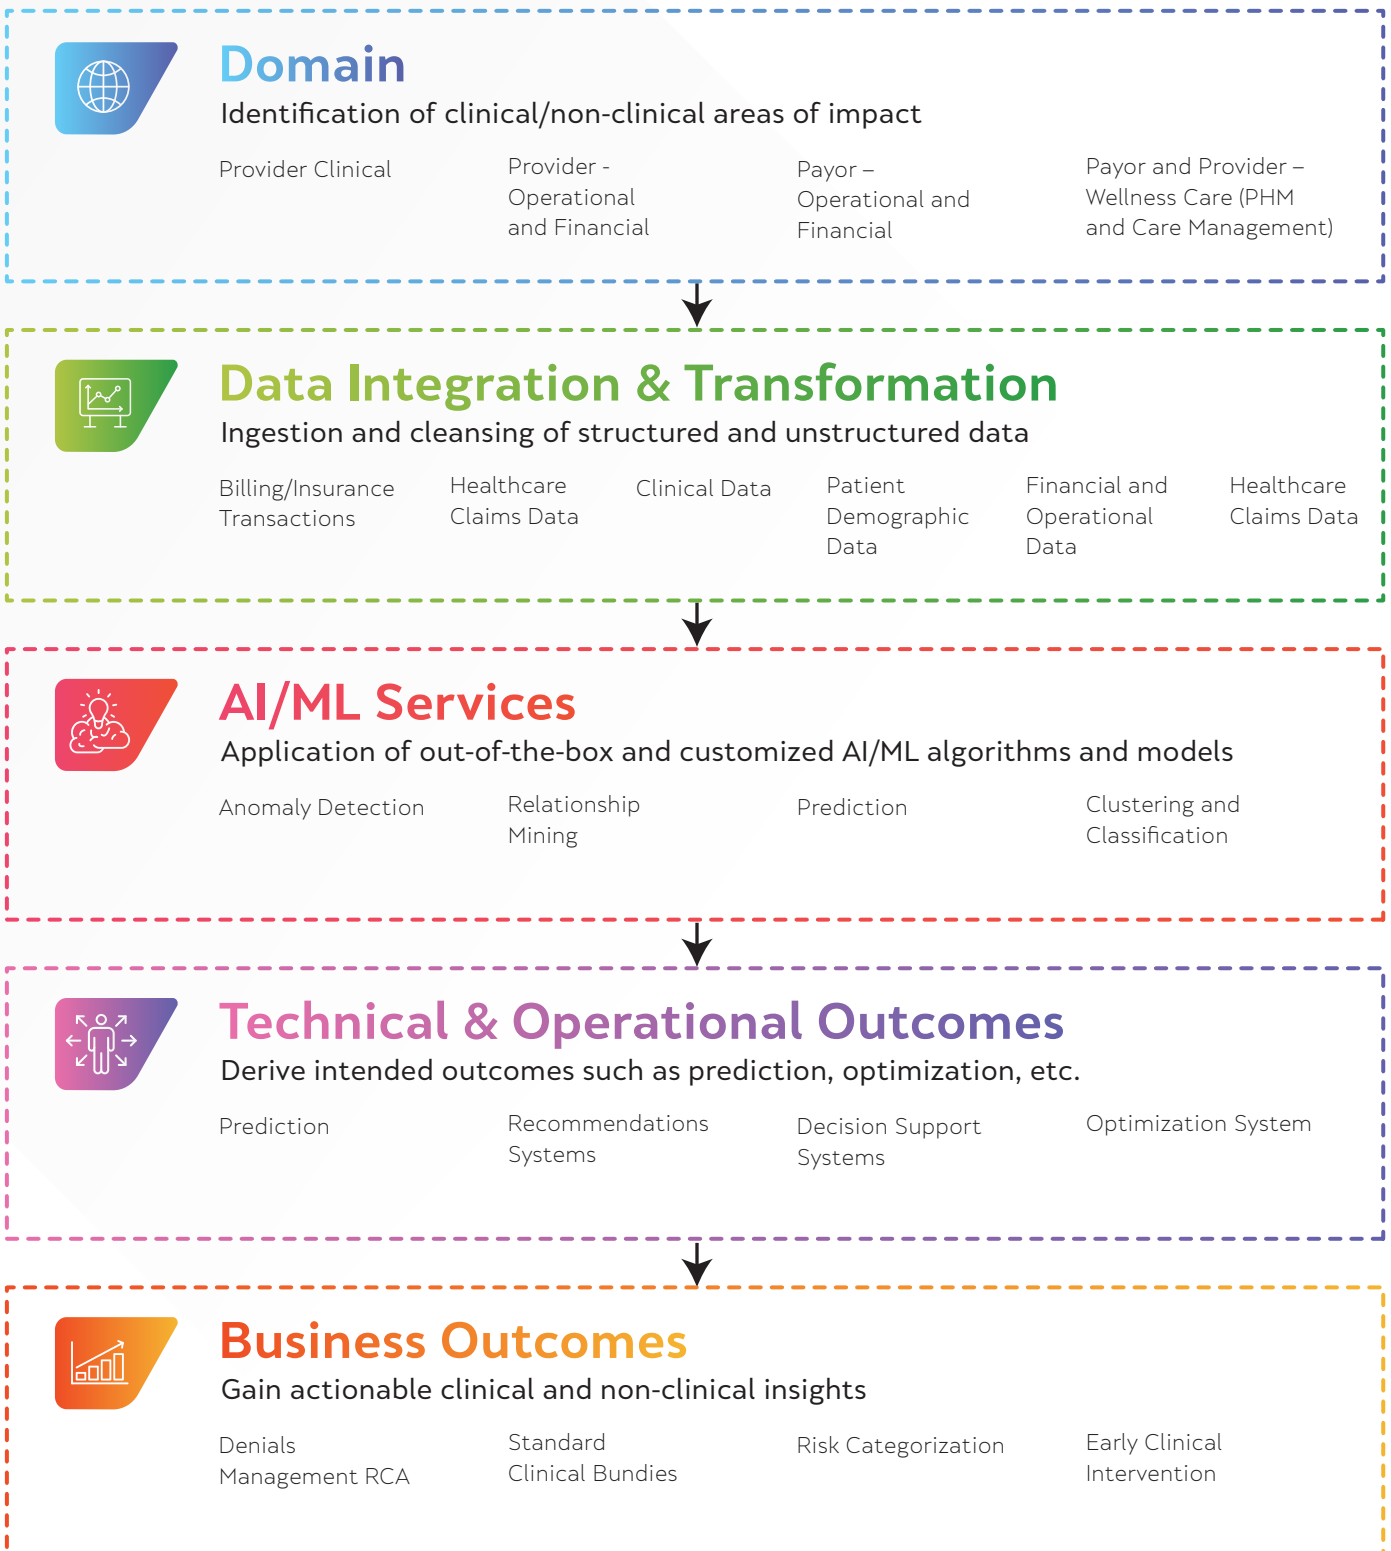 Domain
Identification of clinical/non-clinical areas of impact
Provider Clinical
Provider -
Operational
and Financial
Payor –
Operational and
Financial
Payor and Provider –
Wellness Care (PHM
and Care Management)
Data Integration & Transformation
Ingestion and cleansing of structured and unstructured data
Billing/Insurance
Transactions
Healthcare
Claims Data
Clinical Data
Patient
Demographic
Data
Financial and
Operational
Data
Healthcare
Claims Data
AI/ML Services
Application of out-of-the-box and customized AI/ML algorithms and models
Anomaly Detection
Relationship
Mining
Prediction
Clustering and
Classification
Technical & Operational Outcomes
Derive intended outcomes such as prediction, optimization, etc.
Prediction
Recommendations
Systems
Decision Support
Systems
Optimization System
Business Outcomes
Gain actionable clinical and non-clinical insights
Denials
Management RCA
Standard
Clinical Bundies
Risk Categorization
Early Clinical
Intervention